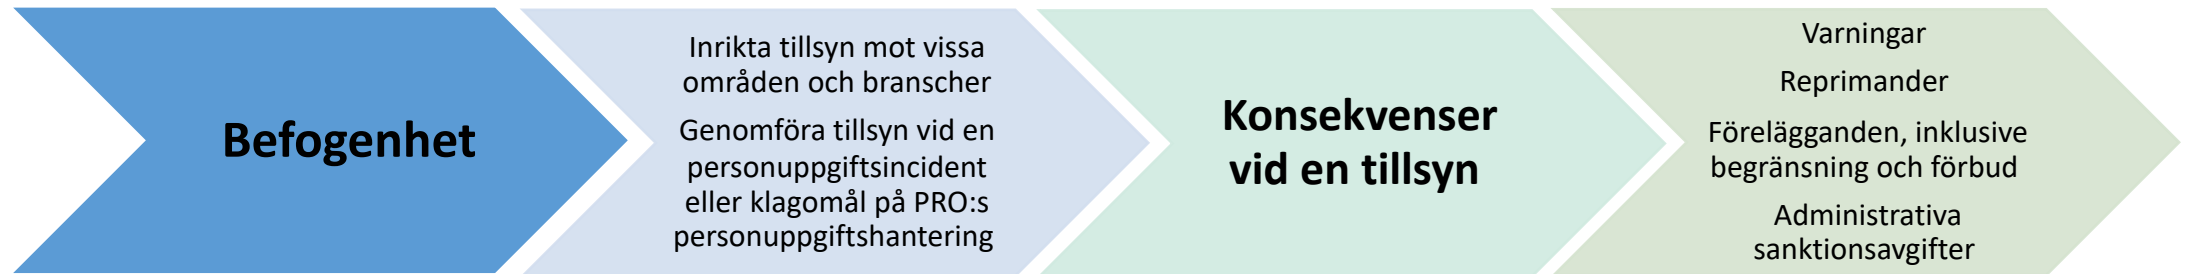 Befogenhet
Inrikta tillsyn mot vissa
områden och branscher
Genomföra tillsyn vid en
personuppgiftsincident
eller klagomål på PRO:s
personuppgiftshantering
Konsekvenser
vid en tillsyn
Varningar
Reprimander
Förelägganden, inklusive
begränsning och förbud
Administrativa
sanktionsavgifter